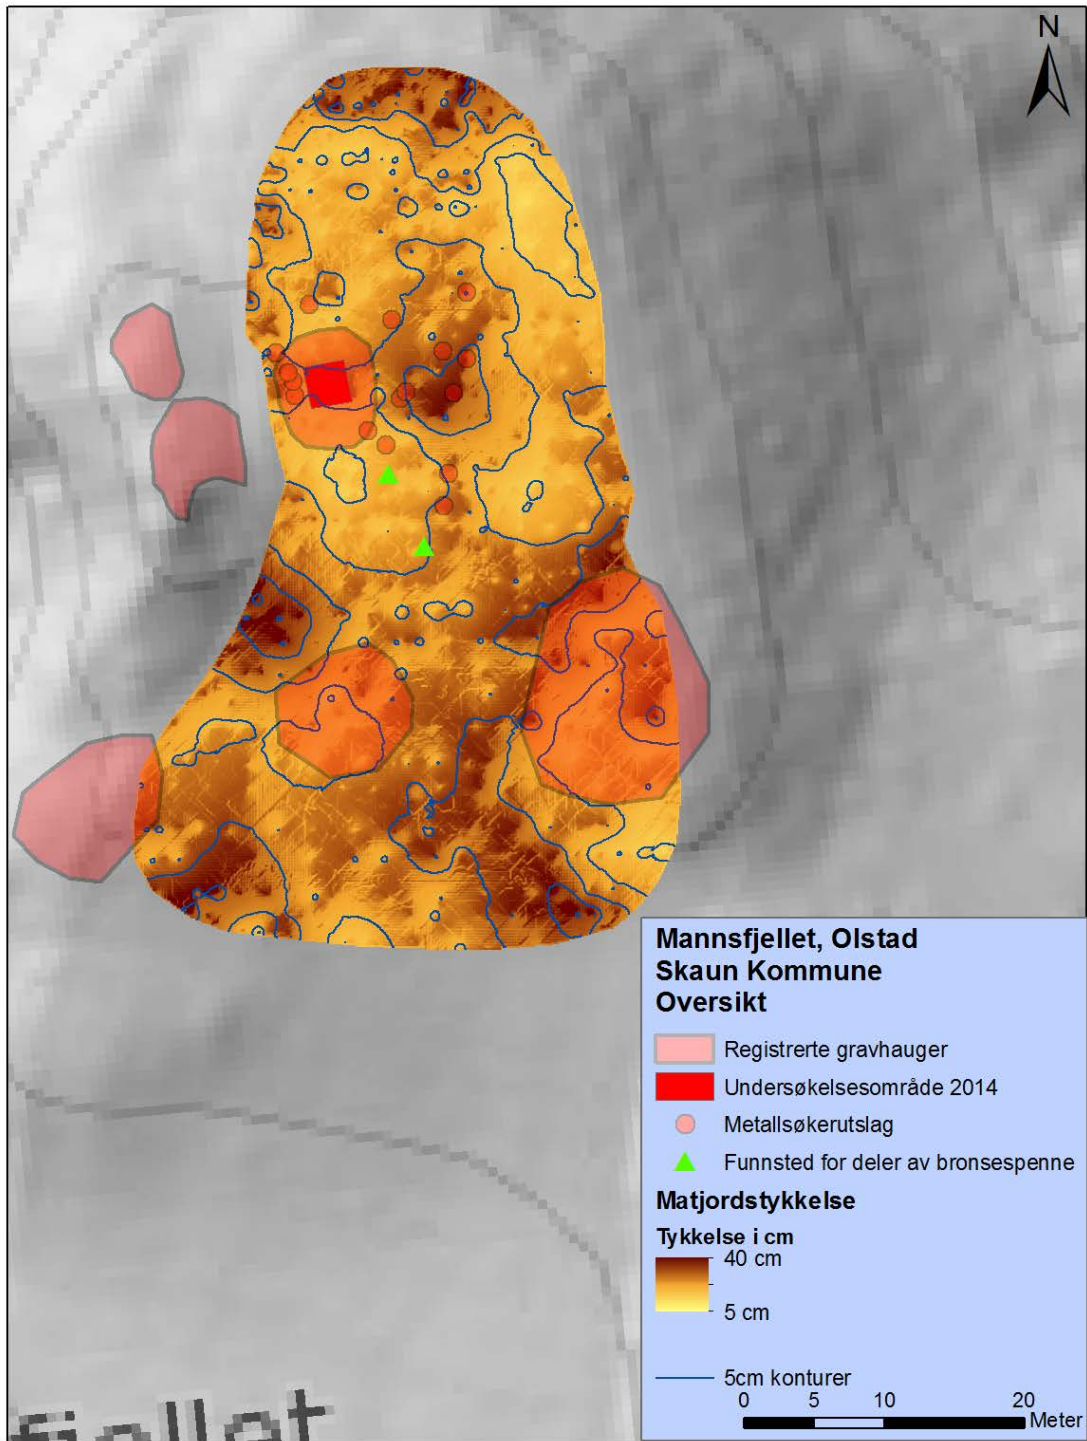 N
Mannsfjellet, Olstad
Skaun Kommune
Oversikt
Registrerte gravhauger
Undersøkelsesområde 2014
Metallsøkerutslag
Funnsted for deler av bronsespenne
Matjordstykkelse
Tykkelse i cm
40 cm
5 cm
5cm konturer
0 5 10 20
Meter